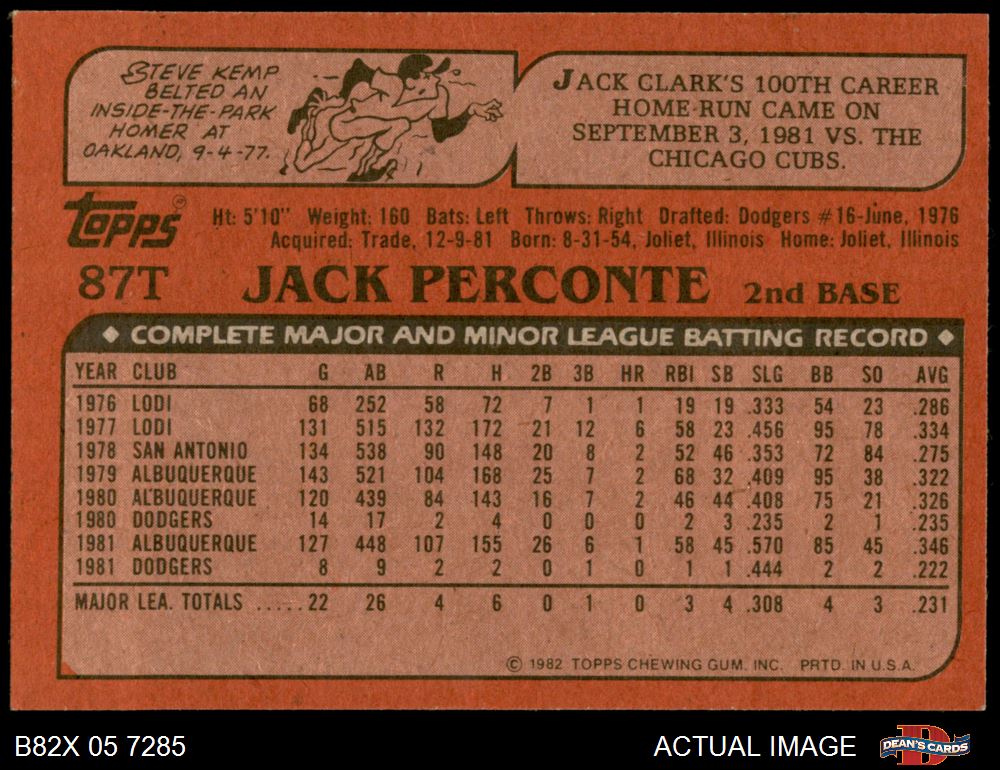 STEVE KEMP
BELTED AN
INSIDE-THE-PARK
HOMER AT
OAKLAND, 9-4-77.
JACK CLARK'S 100TH CAREER
HOME RUN CAME ON
SEPTEMBER 3, 1981 VS. THE
CHICAGO CUBS.
Topps®
Ht: 5'10" Weight: 160 Bats: Left Throws: Right Drafted: Dodgers #16-June, 1976
Acquired: Trade, 12-9-81 Born: 8-31-54, Joliet, Illinois Home: Joliet, Illinois
87T JACK PERCONTE 2nd BASE
◆ COMPLETE MAJOR AND MINOR LEAGUE BATTING RECORD ◆
YEAR CLUB G AB R H 2B 3B HR RBI SB SLG BB SO AVG
1976 LODI 68 252 58 72 7 1 1 19 19 .333 54 23 .286
1977 LODI 131 515 132 172 21 12 6 58 23 .456 95 78 .334
1978 SAN ANTONIO 134 538 90 148 20 8 2 52 46 .353 72 84 .275
1979 ALBUQUERQUE 143 521 104 168 25 7 2 68 32 .409 95 38 .322
1980 ALBUQUERQUE 120 439 84 143 16 7 2 46 44 .408 75 21 .326
1980 DODGERS 14 17 2 4 0 0 0 2 3 .235 2 1 .235
1981 ALBUQUERQUE 127 448 107 155 26 6 1 58 45 .570 85 45 .346
1981 DODGERS 8 9 2 2 0 1 0 1 1 .444 2 2 .222
MAJOR LEA. TOTALS .....22 26 4 6 0 1 0 3 4 .308 4 3 .231
© 1982 TOPPS CHEWING GUM. INC. PRTD. IN U.S.A.
B82X 05 7285
ACTUAL IMAGE
D
DEAN'S CARDS